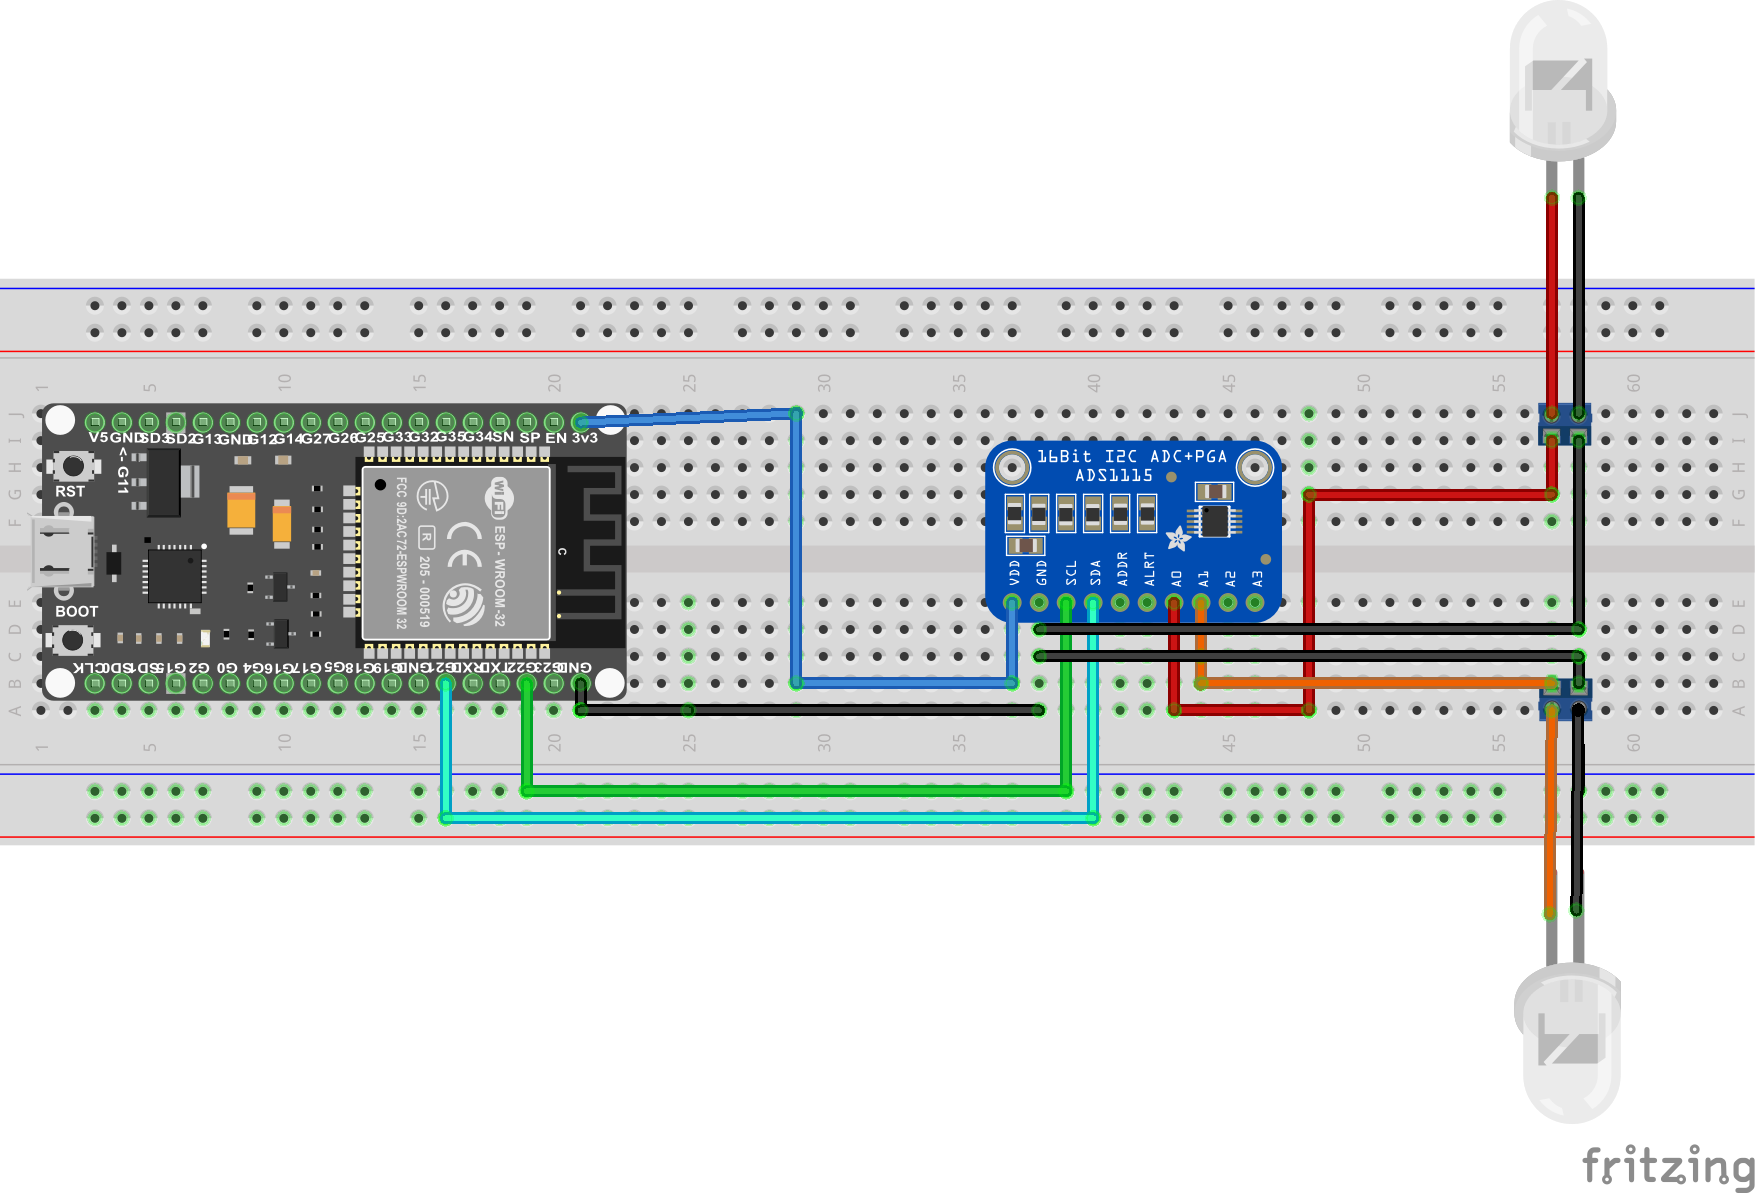 1 5 10 15 20 25 30 35 40 45 50 55 60
J J
I I
H H
G G
F F
V5 GND SD3 SD2 G13 GND G12 G14 G27 G26 G25 G33 G32 G35 G34 SN SP EN 3v3
<- G11
RST
FCC 9D:2AC72-ESPWROOM 32
R 205 - 000519
CE
Wi Fi ESP - WROOM -32
C
16Bit I2C ADC+PGA
ADS1115
VDD GND SCL SDA ADDR ALRT A0 A1 A2 A3
BOOT
E E
D D
C C
B B
A A
CLK SD0 SD1 G15 G2 G0 G4 G16 G17 G5 G18 G19 GND G21 RXD TXD G22 G23 GND
1 5 10 15 20 25 30 35 40 45 50 55 60
fritzing